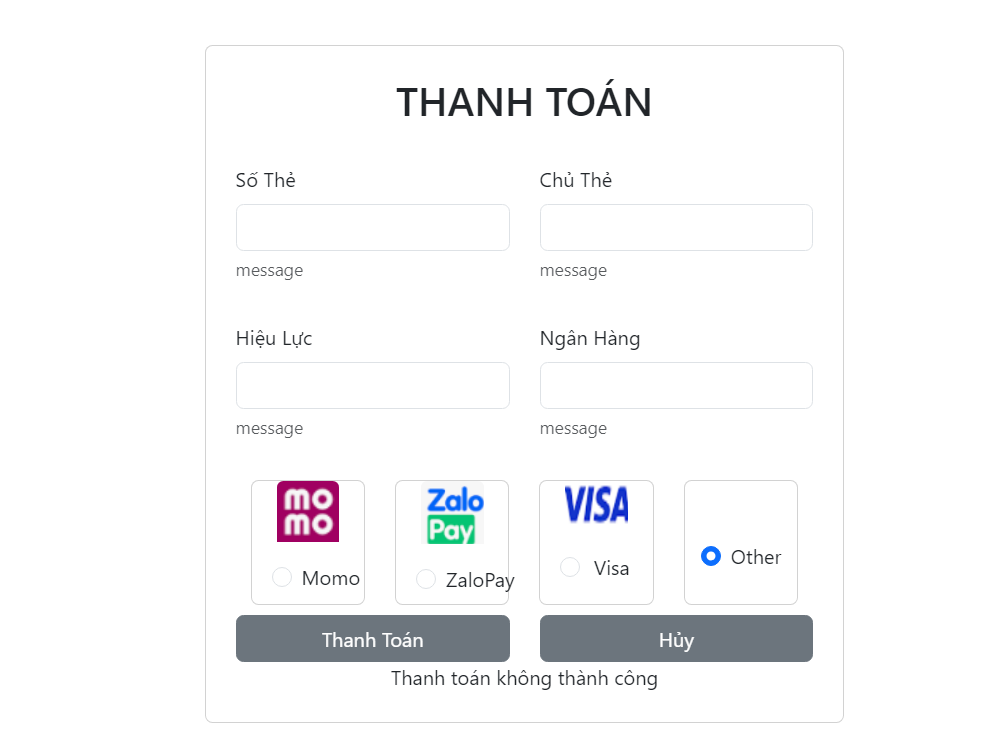 THANH TOÁN
Số Thẻ Chủ Thẻ
message message
Hiệu Lực Ngân Hàng
message message
mo mo Zalo Pay VISA
Momo ZaloPay Visa Other
Thanh Toán Hủy
Thanh toán không thành công